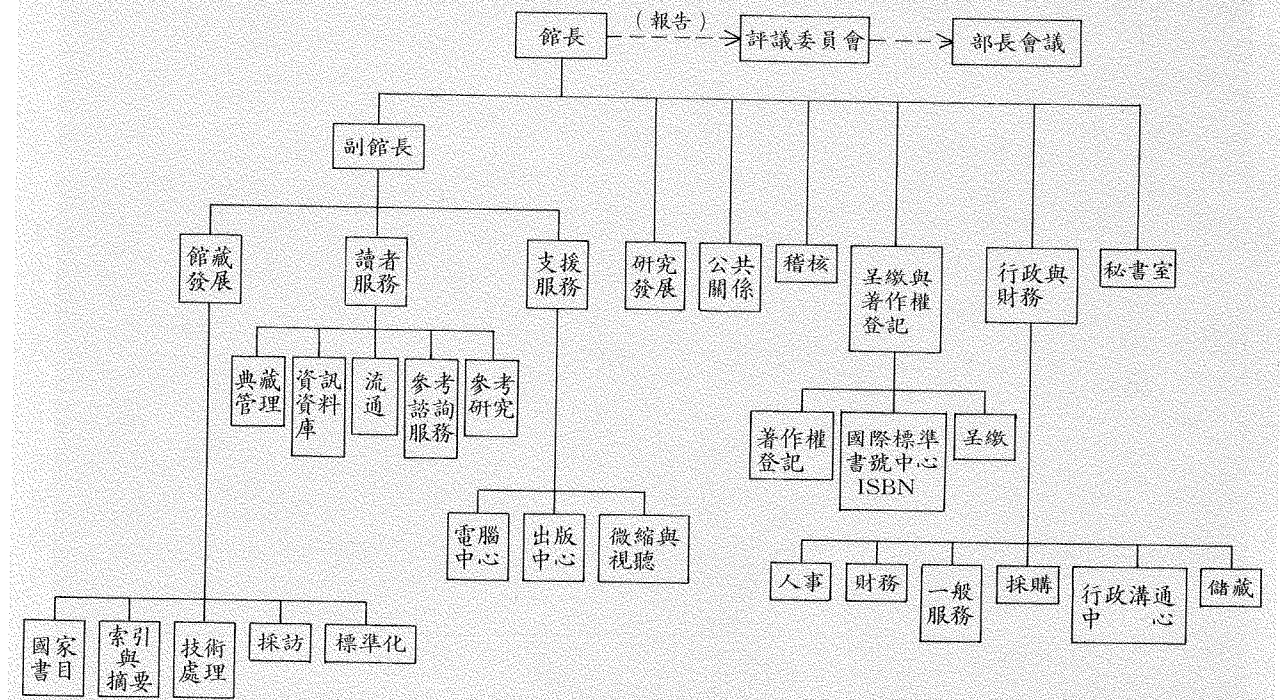 (報告)
館長
評議委員會
部長會議
副館長
館藏
發展
讀者
服務
支援
服務
研究
發展
公共
關係
稽核
呈繳與
著作權
登記
行政與
財務
秘書室
典藏
管理
資訊
資料
庫
流
通
參考
諮詢
服務
參考
研究
著作權
登記
國際標準
書號中心
ISBN
呈繳
電腦
中心
出版
中心
微縮與
視聽
人事
財務
一般
服務
採購
行政溝通
中心
儲藏
國家
書目
索引
與
摘要
技術
處理
採訪
標準化